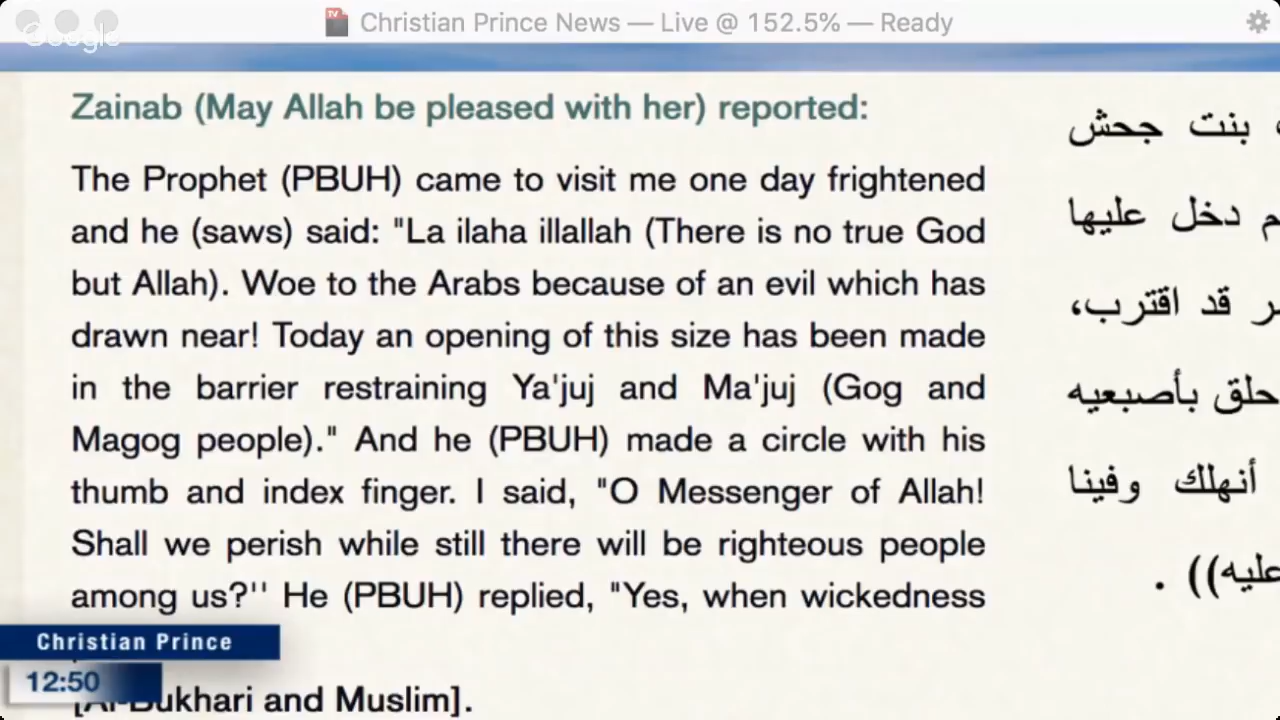 Christian Prince News — Live @ 152.5% — Ready
Google
Zainab (May Allah be pleased with her) reported:
The Prophet (PBUH) came to visit me one day frightened
and he (saws) said: "La ilaha illallah (There is no true God
but Allah). Woe to the Arabs because of an evil which has
drawn near! Today an opening of this size has been made
in the barrier restraining Ya'juj and Ma'juj (Gog and
Magog people)." And he (PBUH) made a circle with his
thumb and index finger. I said, "O Messenger of Allah!
Shall we perish while still there will be righteous people
among us?'' He (PBUH) replied, "Yes, when wickedness
[Al-Bukhari and Muslim].
بنت جحش
دخل عليها
قد اقترب،
حلق بأصبعيه
أنهلك وفينا
عليه)) .
Christian Prince
12:50